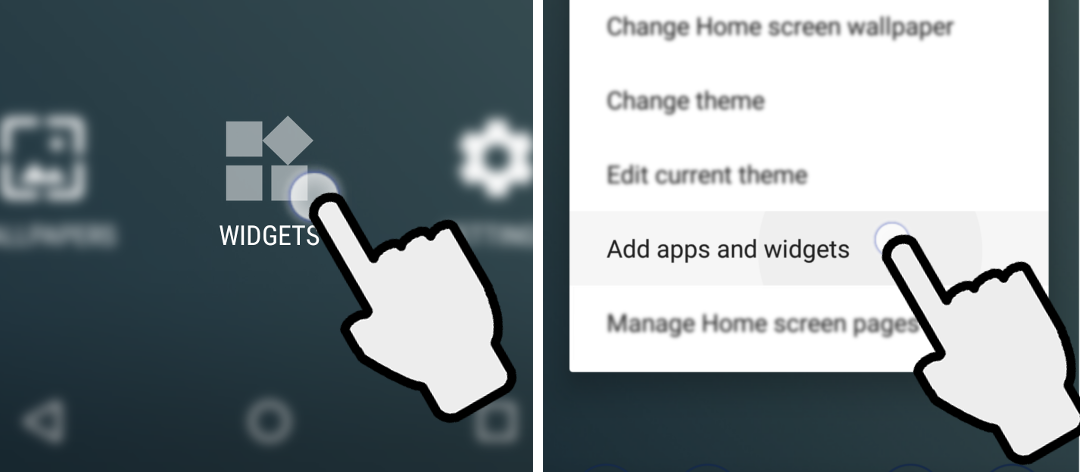 WIDGETS
Change Home screen wallpaper
Change theme
Edit current theme
Add apps and widgets
Manage Home screen pages